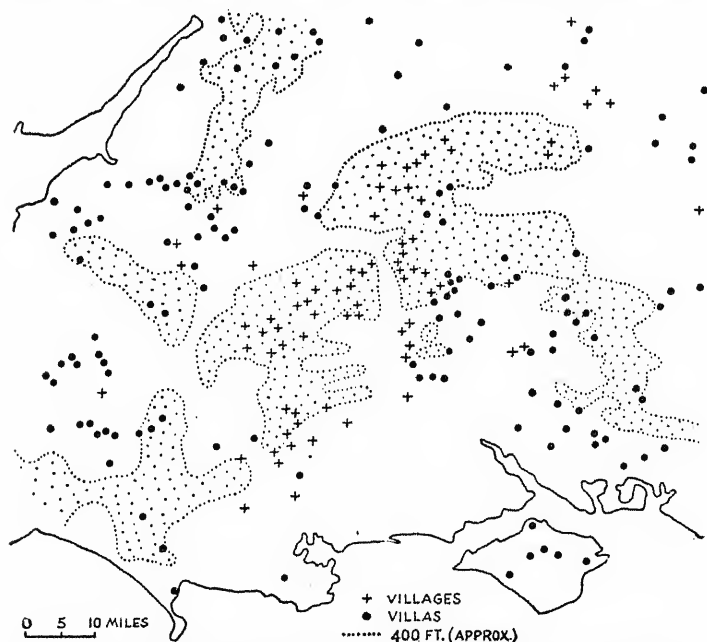 + VILLAGES
● VILLAS
........ 400 FT. (APPROX.)
0 5 10 MILES